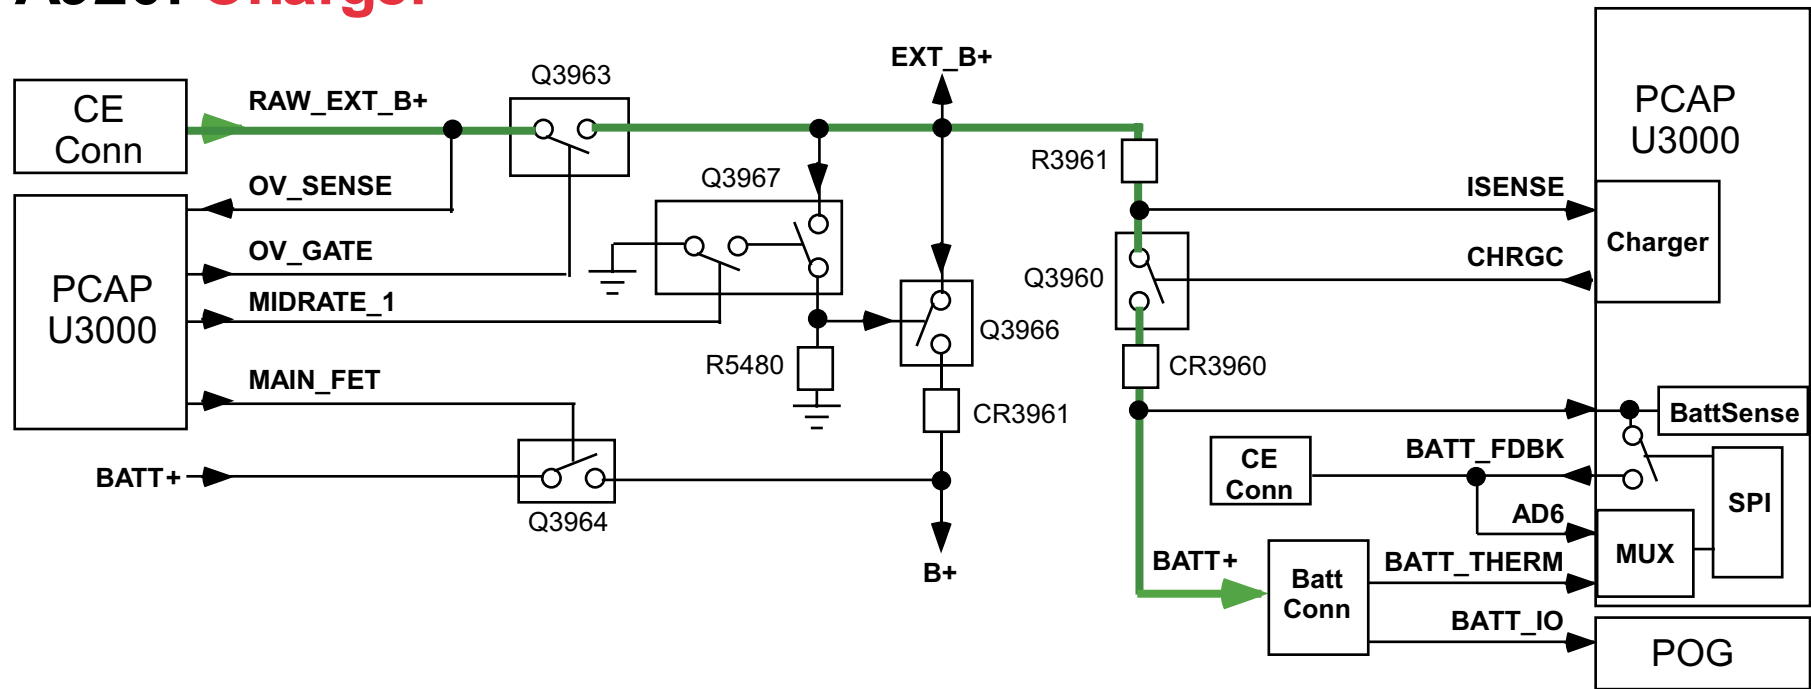 CE
Conn
RAW_EXT_B+
Q3963
EXT_B+
PCAP
U3000
OV_SENSE
OV_GATE
MIDRATE_1
MAIN_FET
BATT+
Q3964
Q3967
R5480
Q3966
CR3961
B+
R3961
Q3960
CR3960
ISENSE
CHRGC
PCAP
U3000
Charger
BattSense
BATT_FDBK
CE
Conn
AD6
SPI
MUX
BATT+
Batt
Conn
BATT_THERM
BATT_IO
POG